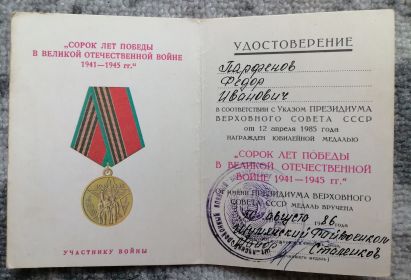 „СОРОК ЛЕТ ПОБЕДЫ
В ВЕЛИКОЙ ОТЕЧЕСТВЕННОЙ ВОЙНЕ
1941—1945 гг."
УЧАСТНИКУ ВОЙНЫ
УДОСТОВЕРЕНИЕ
Парфенов
Федор
Иванович
В СООТВЕТСТВИИ С УКАЗОМ ПРЕЗИДИУМА
ВЕРХОВНОГО СОВЕТА СССР
от 12 апреля 1985 года
НАГРАЖДЕН ЮБИЛЕЙНОЙ МЕДАЛЬЮ
„СОРОК ЛЕТ ПОБЕДЫ
В ВЕЛИКОЙ ОТЕЧЕСТВЕННОЙ
ВОЙНЕ 1941—1945 гг."
ОТ ИМЕНИ ПРЕЗИДИУМА ВЕРХОВНОГО
СОВЕТА СССР МЕДАЛЬ ВРУЧЕНА
августа 86